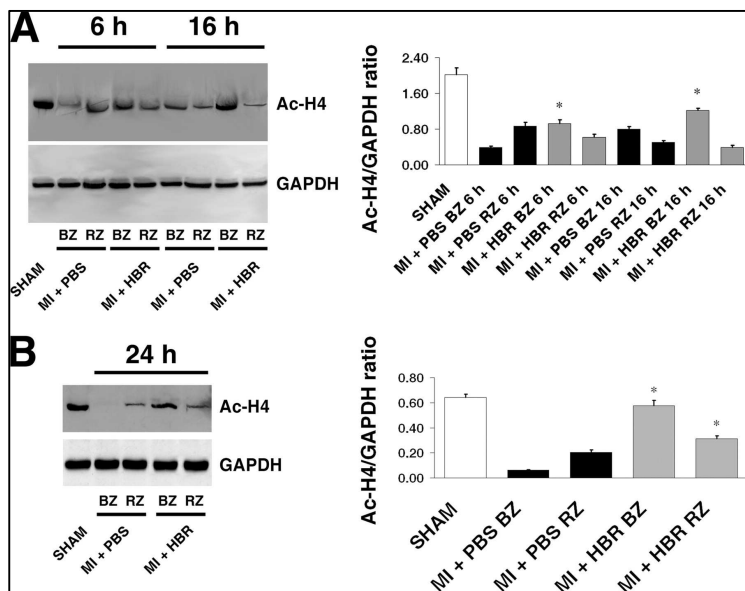 A
6 h 16 h
Ac-H4
GAPDH
BZ RZ BZ RZ BZ RZ BZ RZ
SHAM MI + PBS MI + HBR MI + PBS MI + HBR
Ac-H4/GAPDH ratio
2.40
1.60
0.80
0.00
* *
SHAM
MI + PBS BZ 6 h
MI + PBS RZ 6 h
MI + HBR BZ 6 h
MI + HBR RZ 6 h
MI + PBS BZ 16 h
MI + PBS RZ 16 h
MI + HBR BZ 16 h
MI + HBR RZ 16 h
B
24 h
Ac-H4
GAPDH
BZ RZ BZ RZ
SHAM MI + PBS MI + HBR
Ac-H4/GAPDH ratio
0.80
0.60
0.40
0.20
0.00
* *
SHAM
MI + PBS BZ
MI + PBS RZ
MI + HBR BZ
MI + HBR RZ